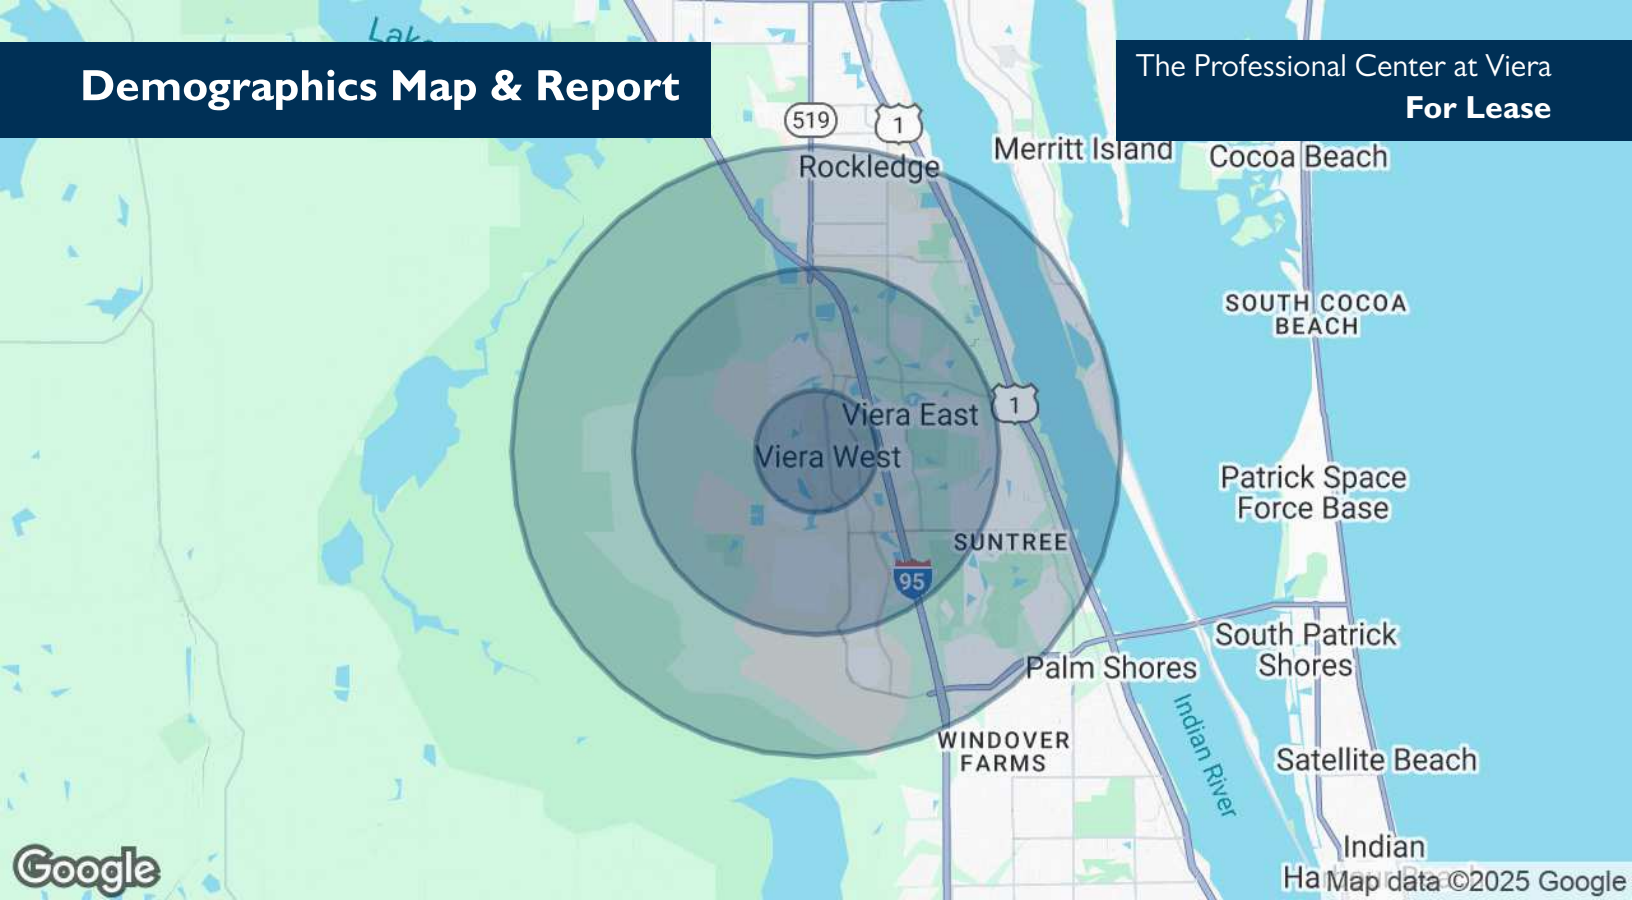 Lake
Demographics Map & Report
The Professional Center at Viera
For Lease
519
1
Rockledge
Merritt Island
Cocoa Beach
SOUTH COCOA
BEACH
1
Viera East
Viera West
Patrick Space
Force Base
SUNTREE
95
South Patrick
Shores
Palm Shores
Indian River
WINDOVER
FARMS
Satellite Beach
Indian
Google
Map data ©2025 Google